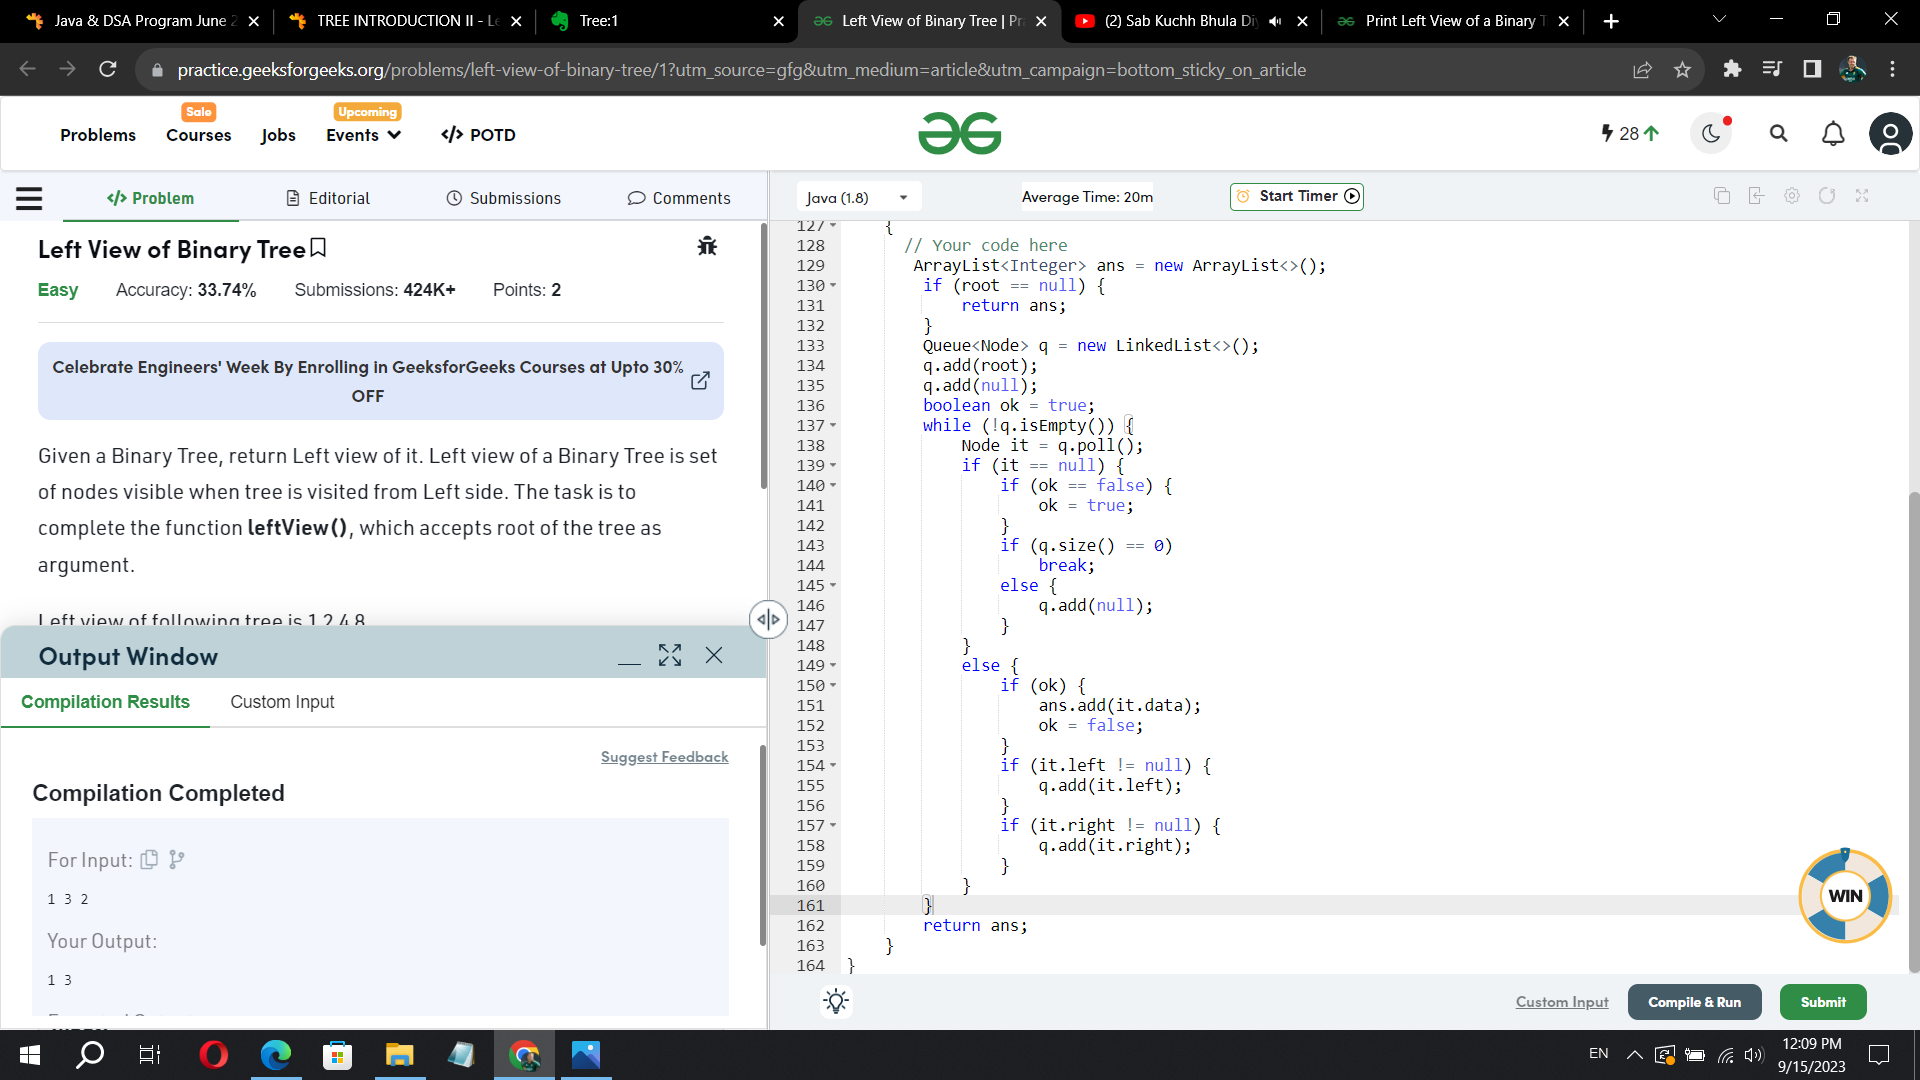 Java & DSA Program June 2
TREE INTRODUCTION II - Le
Tree:1
Left View of Binary Tree | Pr
(2) Sab Kuchh Bhula Di
Print Left View of a Binary T
practice.geeksforgeeks.org/problems/left-view-of-binary-tree/1?utm_source=gfg&utm_medium=article&utm_campaign=bottom_sticky_on_article
Sale
Upcoming
Problems
Courses
Jobs
Events
</> POTD
28
</> Problem
Editorial
Submissions
Comments
Java (1.8)
Average Time: 20m
Start Timer
Left View of Binary Tree
Easy
Accuracy: 33.74%
Submissions: 424K+
Points: 2
Celebrate Engineers' Week By Enrolling in GeeksforGeeks Courses at Upto 30%
OFF
Given a Binary Tree, return Left view of it. Left view of a Binary Tree is set
of nodes visible when tree is visited from Left side. The task is to
complete the function leftView(), which accepts root of the tree as
argument.
Left view of following tree is 1 2 4 8
Output Window
Compilation Results
Custom Input
Suggest Feedback
Compilation Completed
For Input:
1 3 2
Your Output:
1 3
127 {
128 // Your code here
129 ArrayList<Integer> ans = new ArrayList<>();
130 if (root == null) {
131 return ans;
132 }
133 Queue<Node> q = new LinkedList<>();
134 q.add(root);
135 q.add(null);
136 boolean ok = true;
137 while (!q.isEmpty()) {
138 Node it = q.poll();
139 if (it == null) {
140 if (ok == false) {
141 ok = true;
142 }
143 if (q.size() == 0)
144 break;
145 else {
146 q.add(null);
147 }
148 }
149 else {
150 if (ok) {
151 ans.add(it.data);
152 ok = false;
153 }
154 if (it.left != null) {
155 q.add(it.left);
156 }
157 if (it.right != null) {
158 q.add(it.right);
159 }
160 }
161 }
162 return ans;
163 }
164 }
WIN
Custom Input
Compile & Run
Submit
EN
12:09 PM
9/15/2023